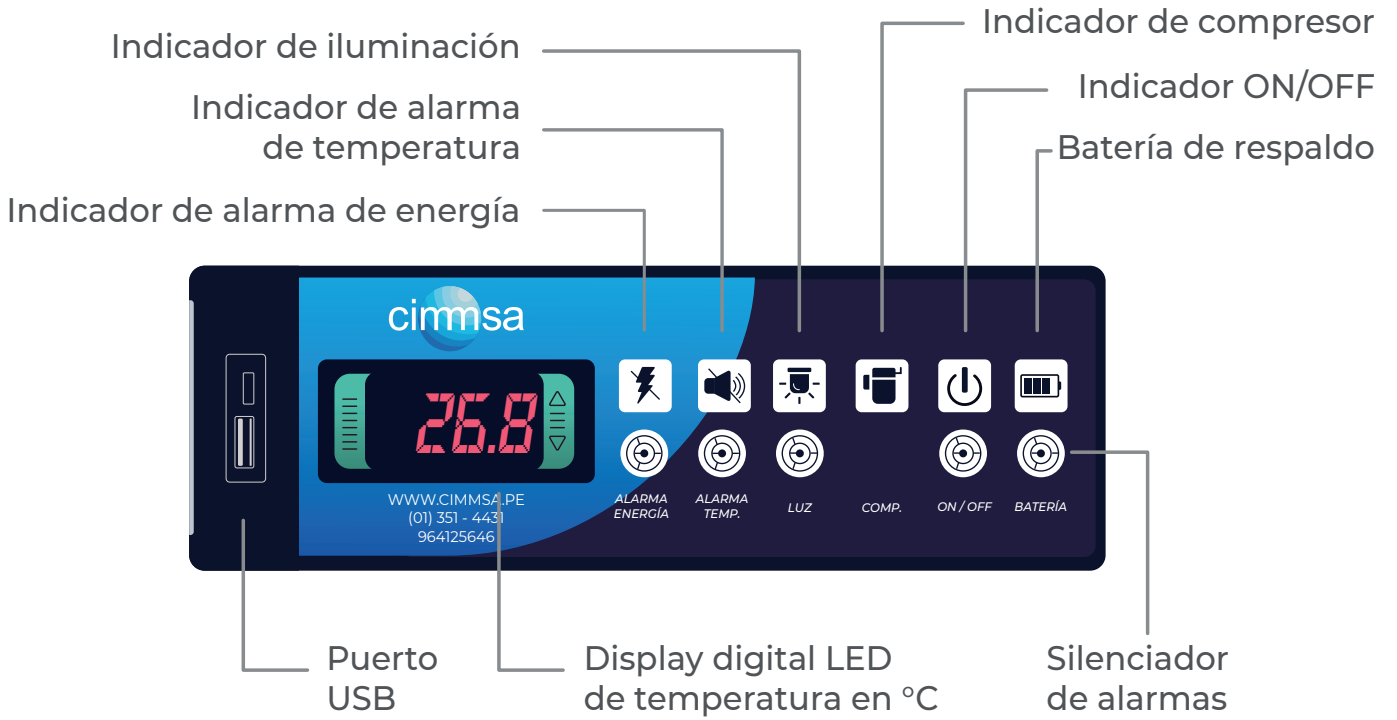 Indicador de compresor
Indicador de iluminación
Indicador ON/OFF
Indicador de alarma
de temperatura
Batería de respaldo
Indicador de alarma de energía
cimmsa
26.8
WWW.CIMMSA.PE
(01) 351 - 4431
964125646
ALARMA
ENERGÍA
ALARMA
TEMP.
LUZ
COMP.
ON / OFF
BATERÍA
Puerto
USB
Display digital LED
de temperatura en °C
Silenciador
de alarmas